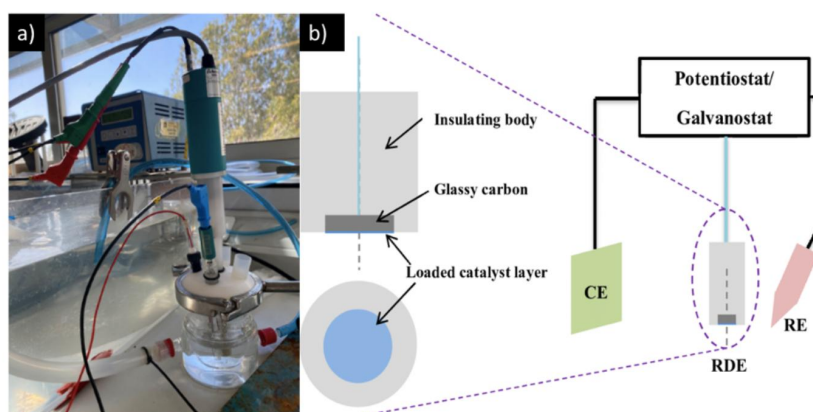 a)
b)
Insulating body
Glassy carbon
Loaded catalyst layer
Potentiostat/
Galvanostat
CE
RDE
RE